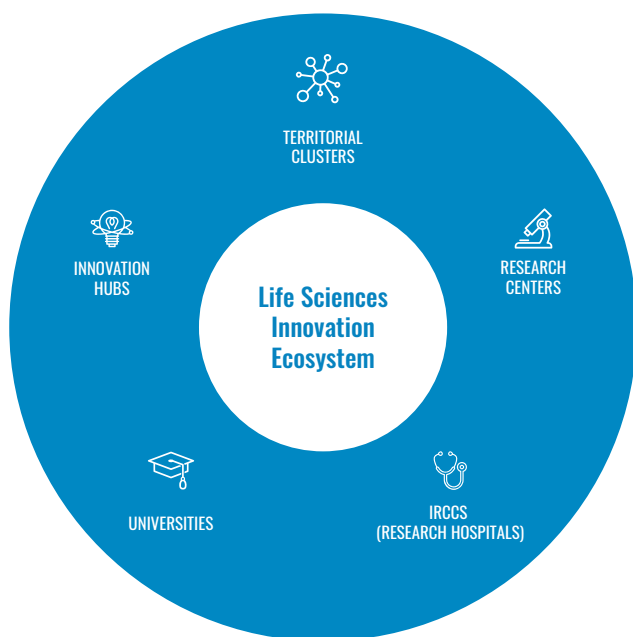 TERRITORIAL
CLUSTERS
INNOVATION
HUBS
RESEARCH
CENTERS
Life Sciences
Innovation
Ecosystem
UNIVERSITIES
IRCCS
(RESEARCH HOSPITALS)